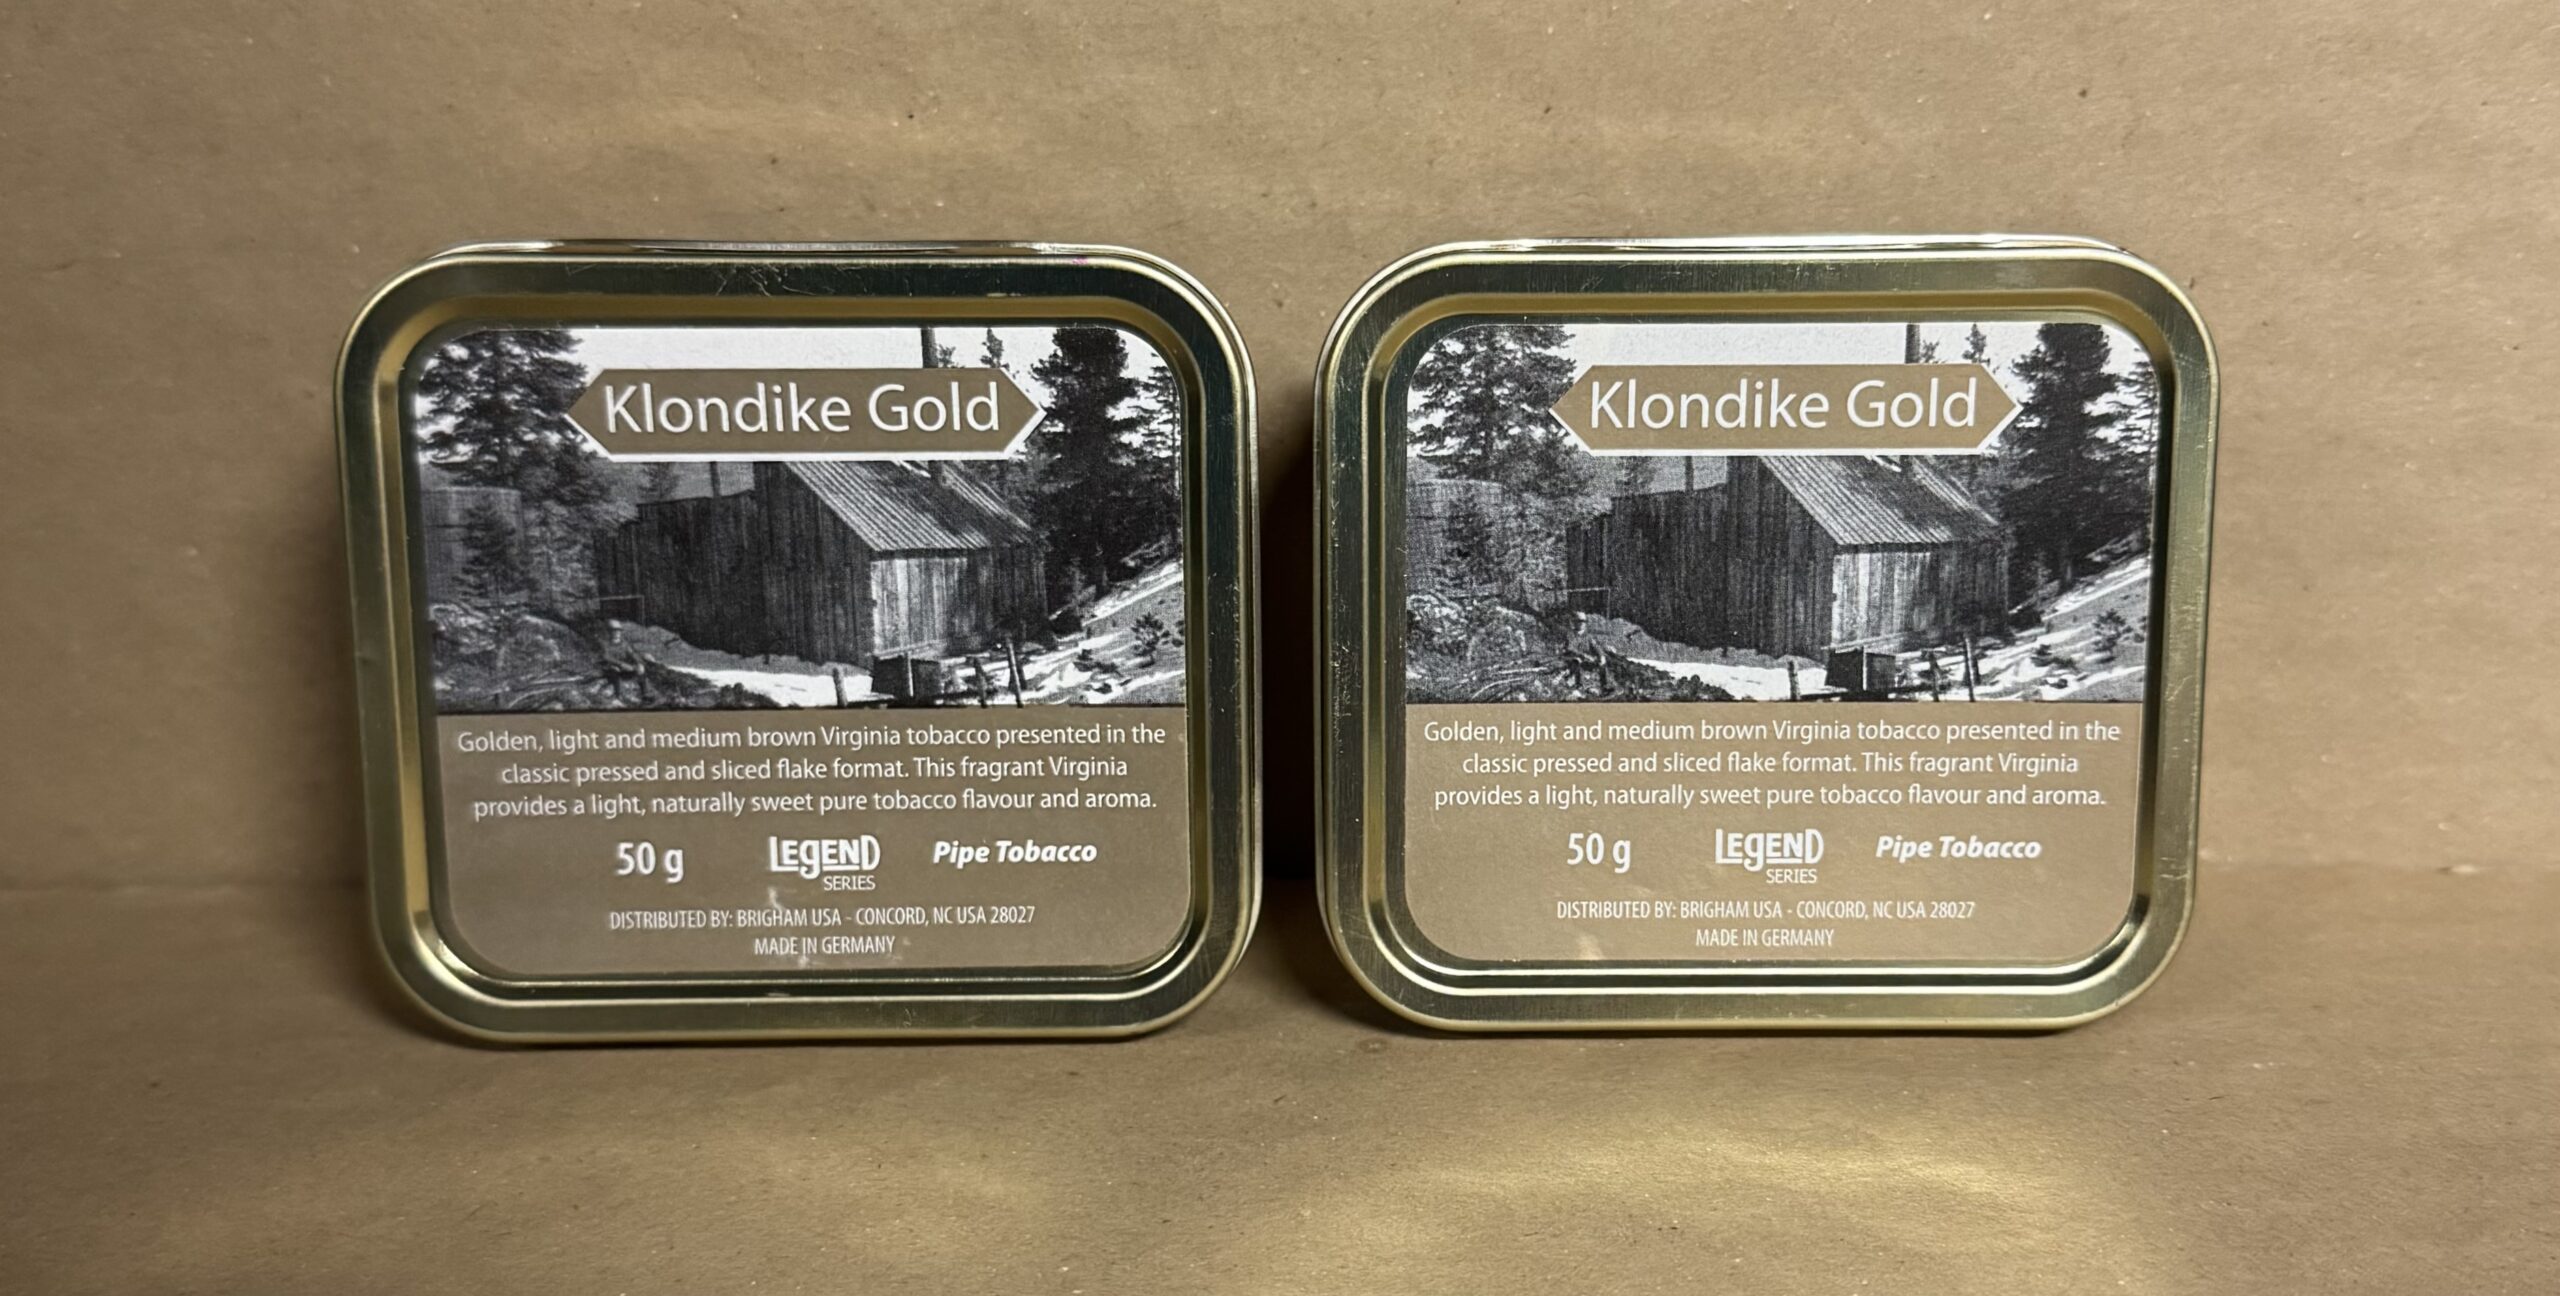 Klondike Gold
Golden, light and medium brown Virginia tobacco presented in the
classic pressed and sliced flake format. This fragrant Virginia
provides a light, naturally sweet pure tobacco flavour and aroma.
50 g LEgEND Pipe Tobacco
SERIES
DISTRIBUTED BY: BRIGHAM USA - CONCORD, NC USA 28027
MADE IN GERMANY
Klondike Gold
Golden, light and medium brown Virginia tobacco presented in the
classic pressed and sliced flake format. This fragrant Virginia
provides a light, naturally sweet pure tobacco flavour and aroma.
50 g LEgEND Pipe Tobacco
SERIES
DISTRIBUTED BY: BRIGHAM USA - CONCORD, NC USA 28027
MADE IN GERMANY